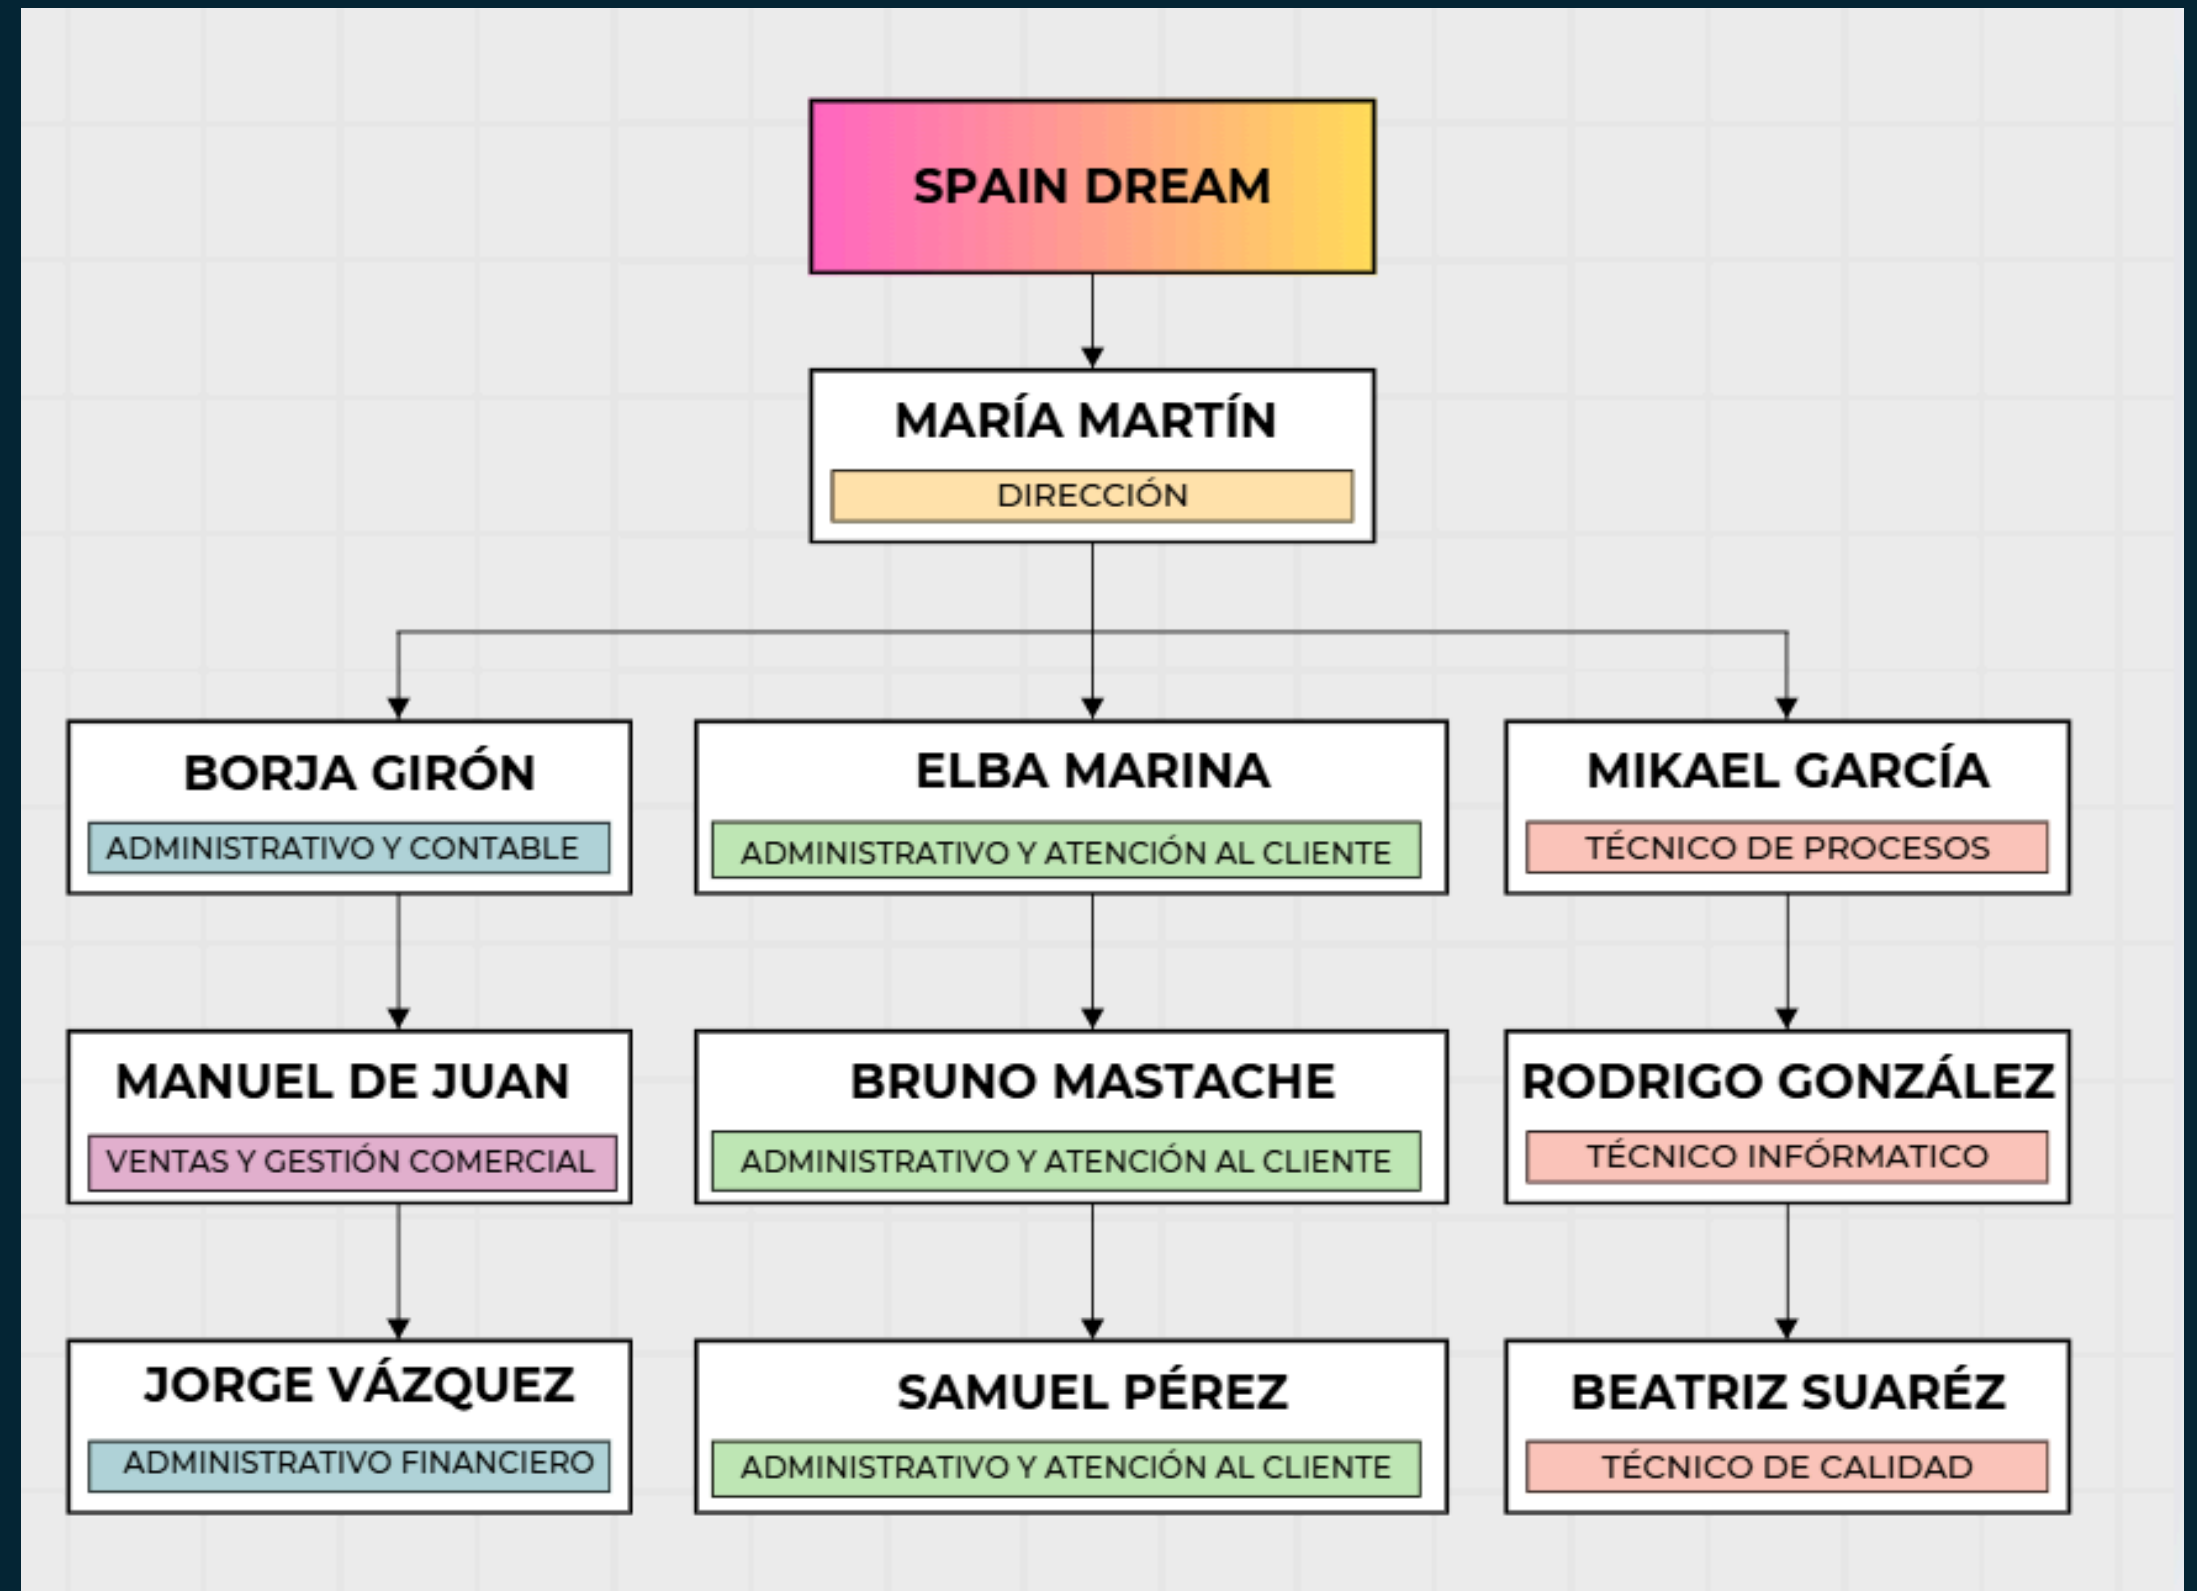 SPAIN DREAM
MARÍA MARTÍN
DIRECCIÓN
BORJA GIRÓN
ADMINISTRATIVO Y CONTABLE
ELBA MARINA
ADMINISTRATIVO Y ATENCIÓN AL CLIENTE
MIKAEL GARCÍA
TÉCNICO DE PROCESOS
MANUEL DE JUAN
VENTAS Y GESTIÓN COMERCIAL
BRUNO MASTACHE
ADMINISTRATIVO Y ATENCIÓN AL CLIENTE
RODRIGO GONZÁLEZ
TÉCNICO INFÓRMATICO
JORGE VÁZQUEZ
ADMINISTRATIVO FINANCIERO
SAMUEL PÉREZ
ADMINISTRATIVO Y ATENCIÓN AL CLIENTE
BEATRIZ SUARÉZ
TÉCNICO DE CALIDAD